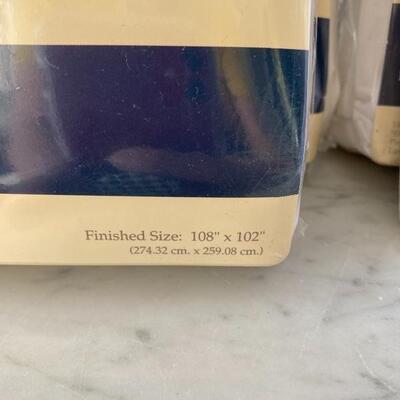 Finished Size: 108" x 102"
(274.32 cm. x 259.08 cm.)